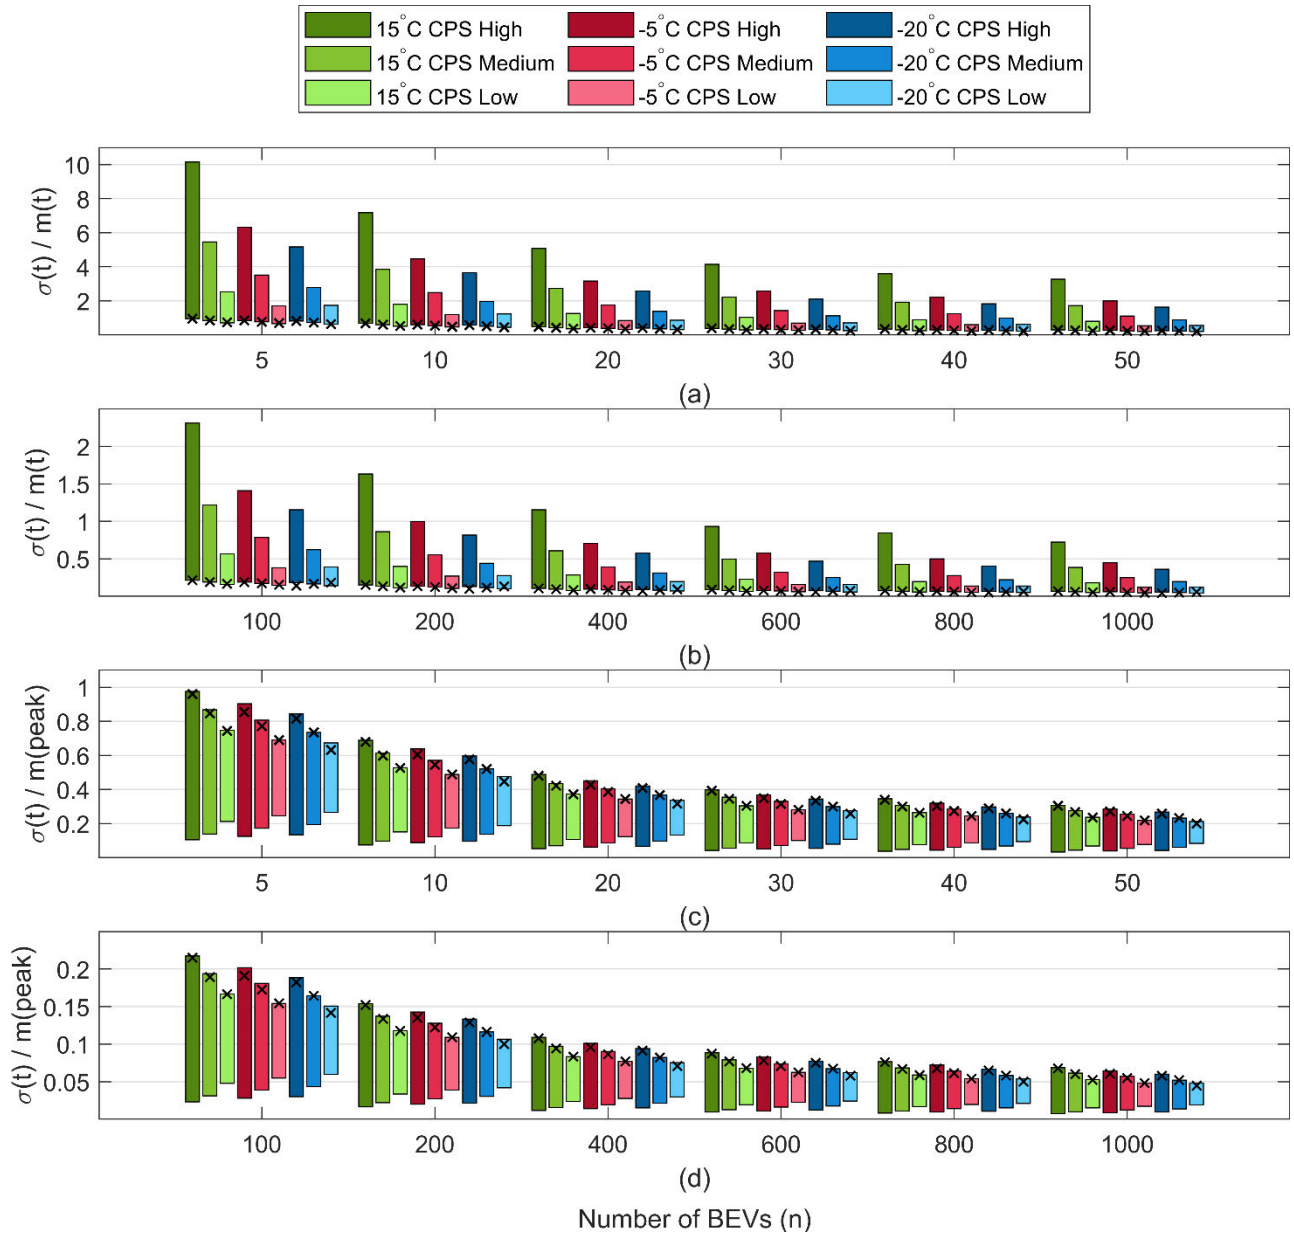 15°C CPS High -5°C CPS High -20°C CPS High
15°C CPS Medium -5°C CPS Medium -20°C CPS Medium
15°C CPS Low -5°C CPS Low -20°C CPS Low
σ(t) / m(t)
10
8
6
4
2
5 10 20 30 40 50
(a)
σ(t) / m(t)
2
1.5
1
0.5
100 200 400 600 800 1000
(b)
σ(t) / m(peak)
1
0.8
0.6
0.4
0.2
5 10 20 30 40 50
(c)
σ(t) / m(peak)
0.2
0.15
0.1
0.05
100 200 400 600 800 1000
(d)
Number of BEVs (n)